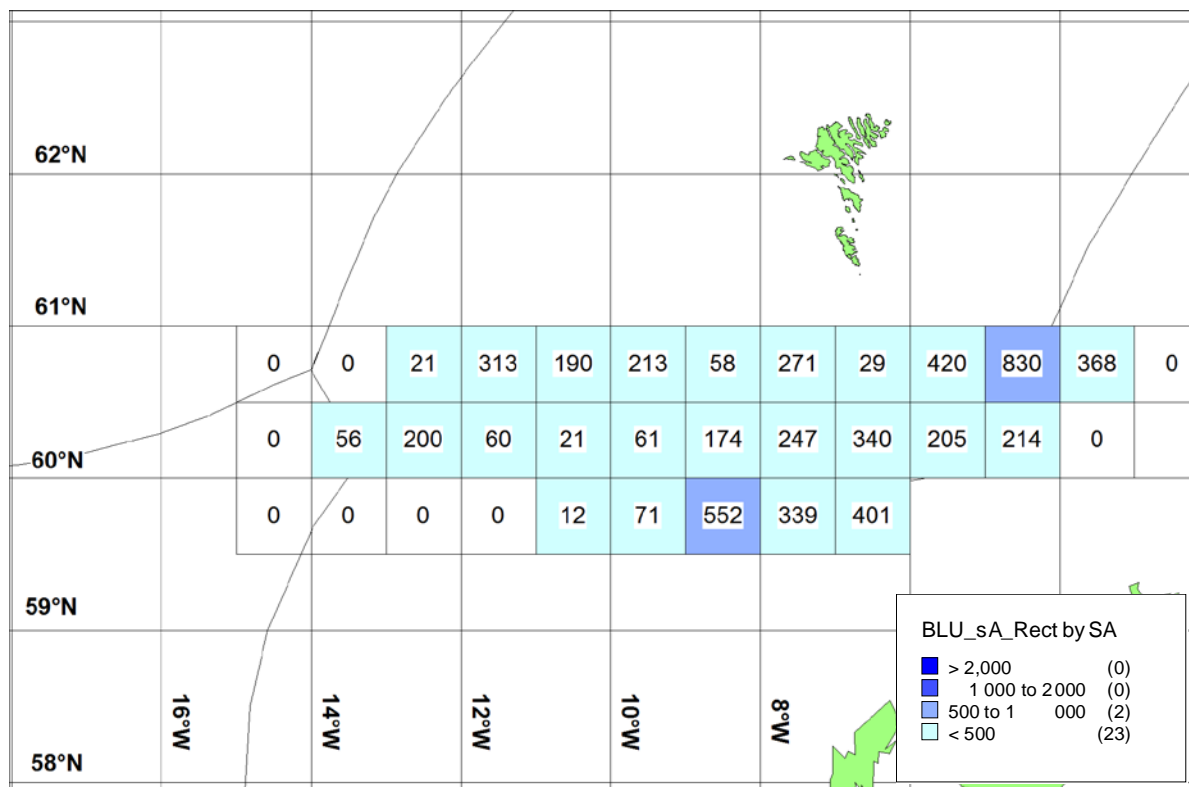 62°N
61°N
0 0 21 313 190 213 58 271 29 420 830 368 0
60°N
0 56 200 60 21 61 174 247 340 205 214 0
0 0 0 0 12 71 552 339 401
59°N
58°N
16°W
14°W
12°W
10°W
8°W
BLU_sA_Rect by SA
> 2,000 (0)
1 000 to 2 000 (0)
500 to 1 000 (2)
< 500 (23)